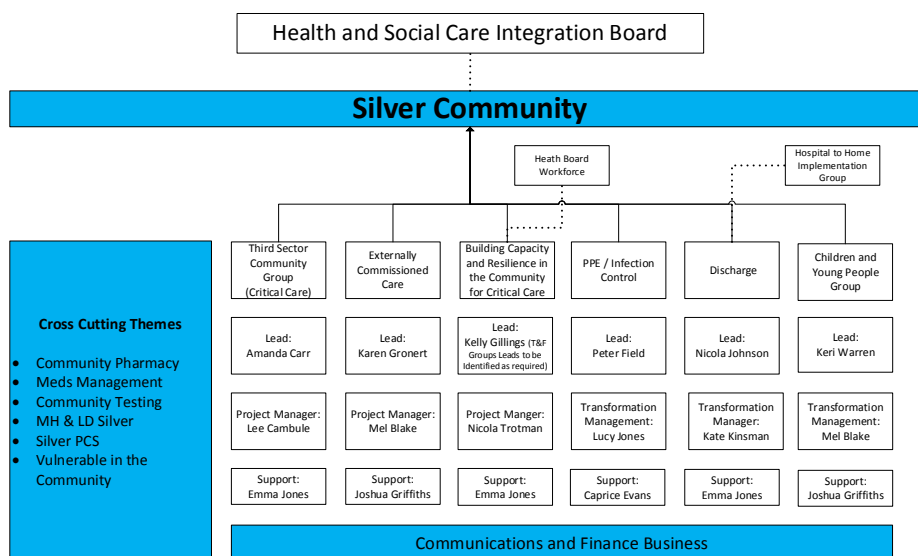 Health and Social Care Integration Board
Silver Community
Heath Board
Workforce
Hospital to Home
Implementation
Group
Third Sector
Community
Group
(Critical Care)
Externally
Commissioned
Care
Building Capacity
and Resilience in
the Community
for Critical Care
PPE / Infection
Control
Discharge
Children and
Young People
Group
Cross Cutting Themes
• Community Pharmacy
• Meds Management
• Community Testing
• MH & LD Silver
• Silver PCS
• Vulnerable in the
Community
Lead:
Amanda Carr
Lead:
Karen Gronert
Lead:
Kelly Gillings (T&F
Groups Leads to be
Identified as required)
Lead:
Peter Field
Lead:
Nicola Johnson
Lead:
Keri Warren
Project Manager:
Lee Cambule
Project Manager:
Mel Blake
Project Manger:
Nicola Trotman
Transformation
Management:
Lucy Jones
Transformation
Manager:
Kate Kinsman
Transformation
Management:
Mel Blake
Support:
Emma Jones
Support:
Joshua Griffiths
Support:
Emma Jones
Support:
Caprice Evans
Support:
Emma Jones
Support:
Joshua Griffiths
Communications and Finance Business